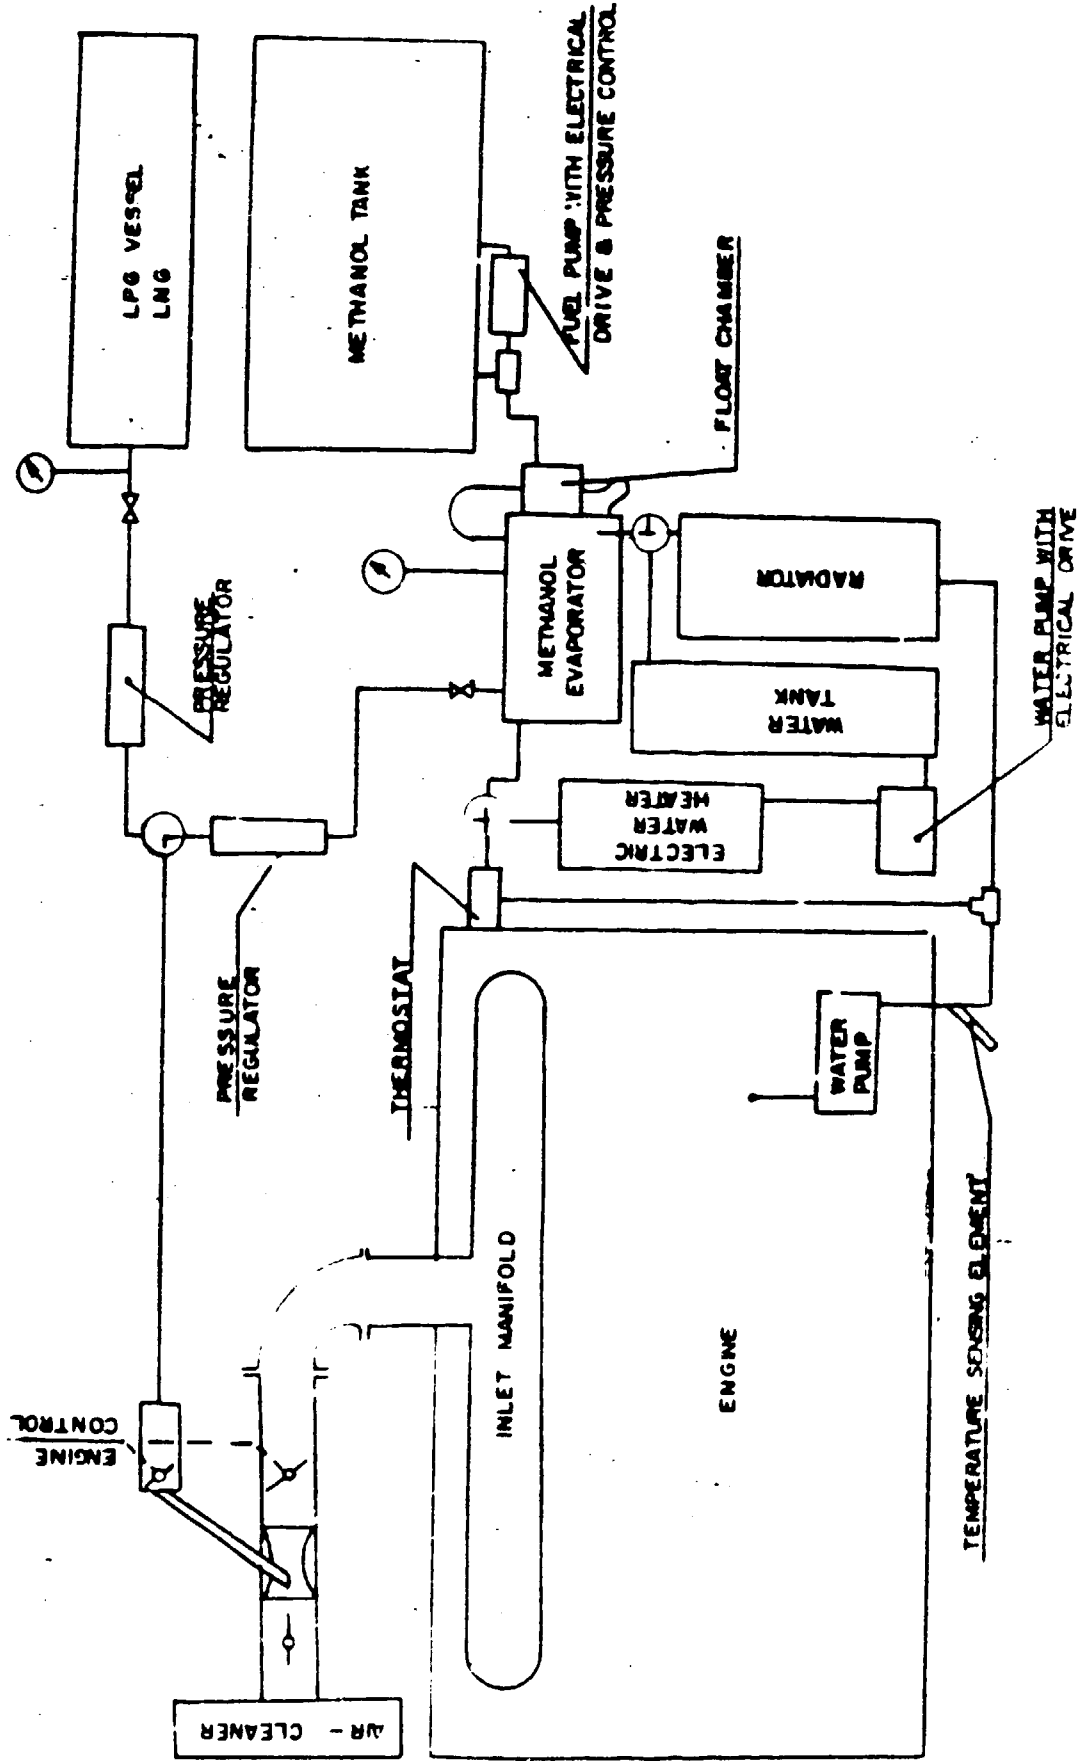 LPG VESSEL
LNG
METHANOL TANK
FUEL PUMP WITH ELECTRICAL
DRIVE & PRESSURE CONTROL
FLOAT CHAMBER
PRESSURE
REGULATOR
METHANOL
EVAPORATOR
RADIATOR
WATER
TANK
WATER PUMP WITH
ELECTRICAL DRIVE
ELECTRIC
WATER
HEATER
PRESSURE
REGULATOR
THERMOSTAT
WATER
PUMP
TEMPERATURE SENSING ELEMENT
INLET MANIFOLD
ENGINE
ENGINE
CONTROL
AIR - CLEANER